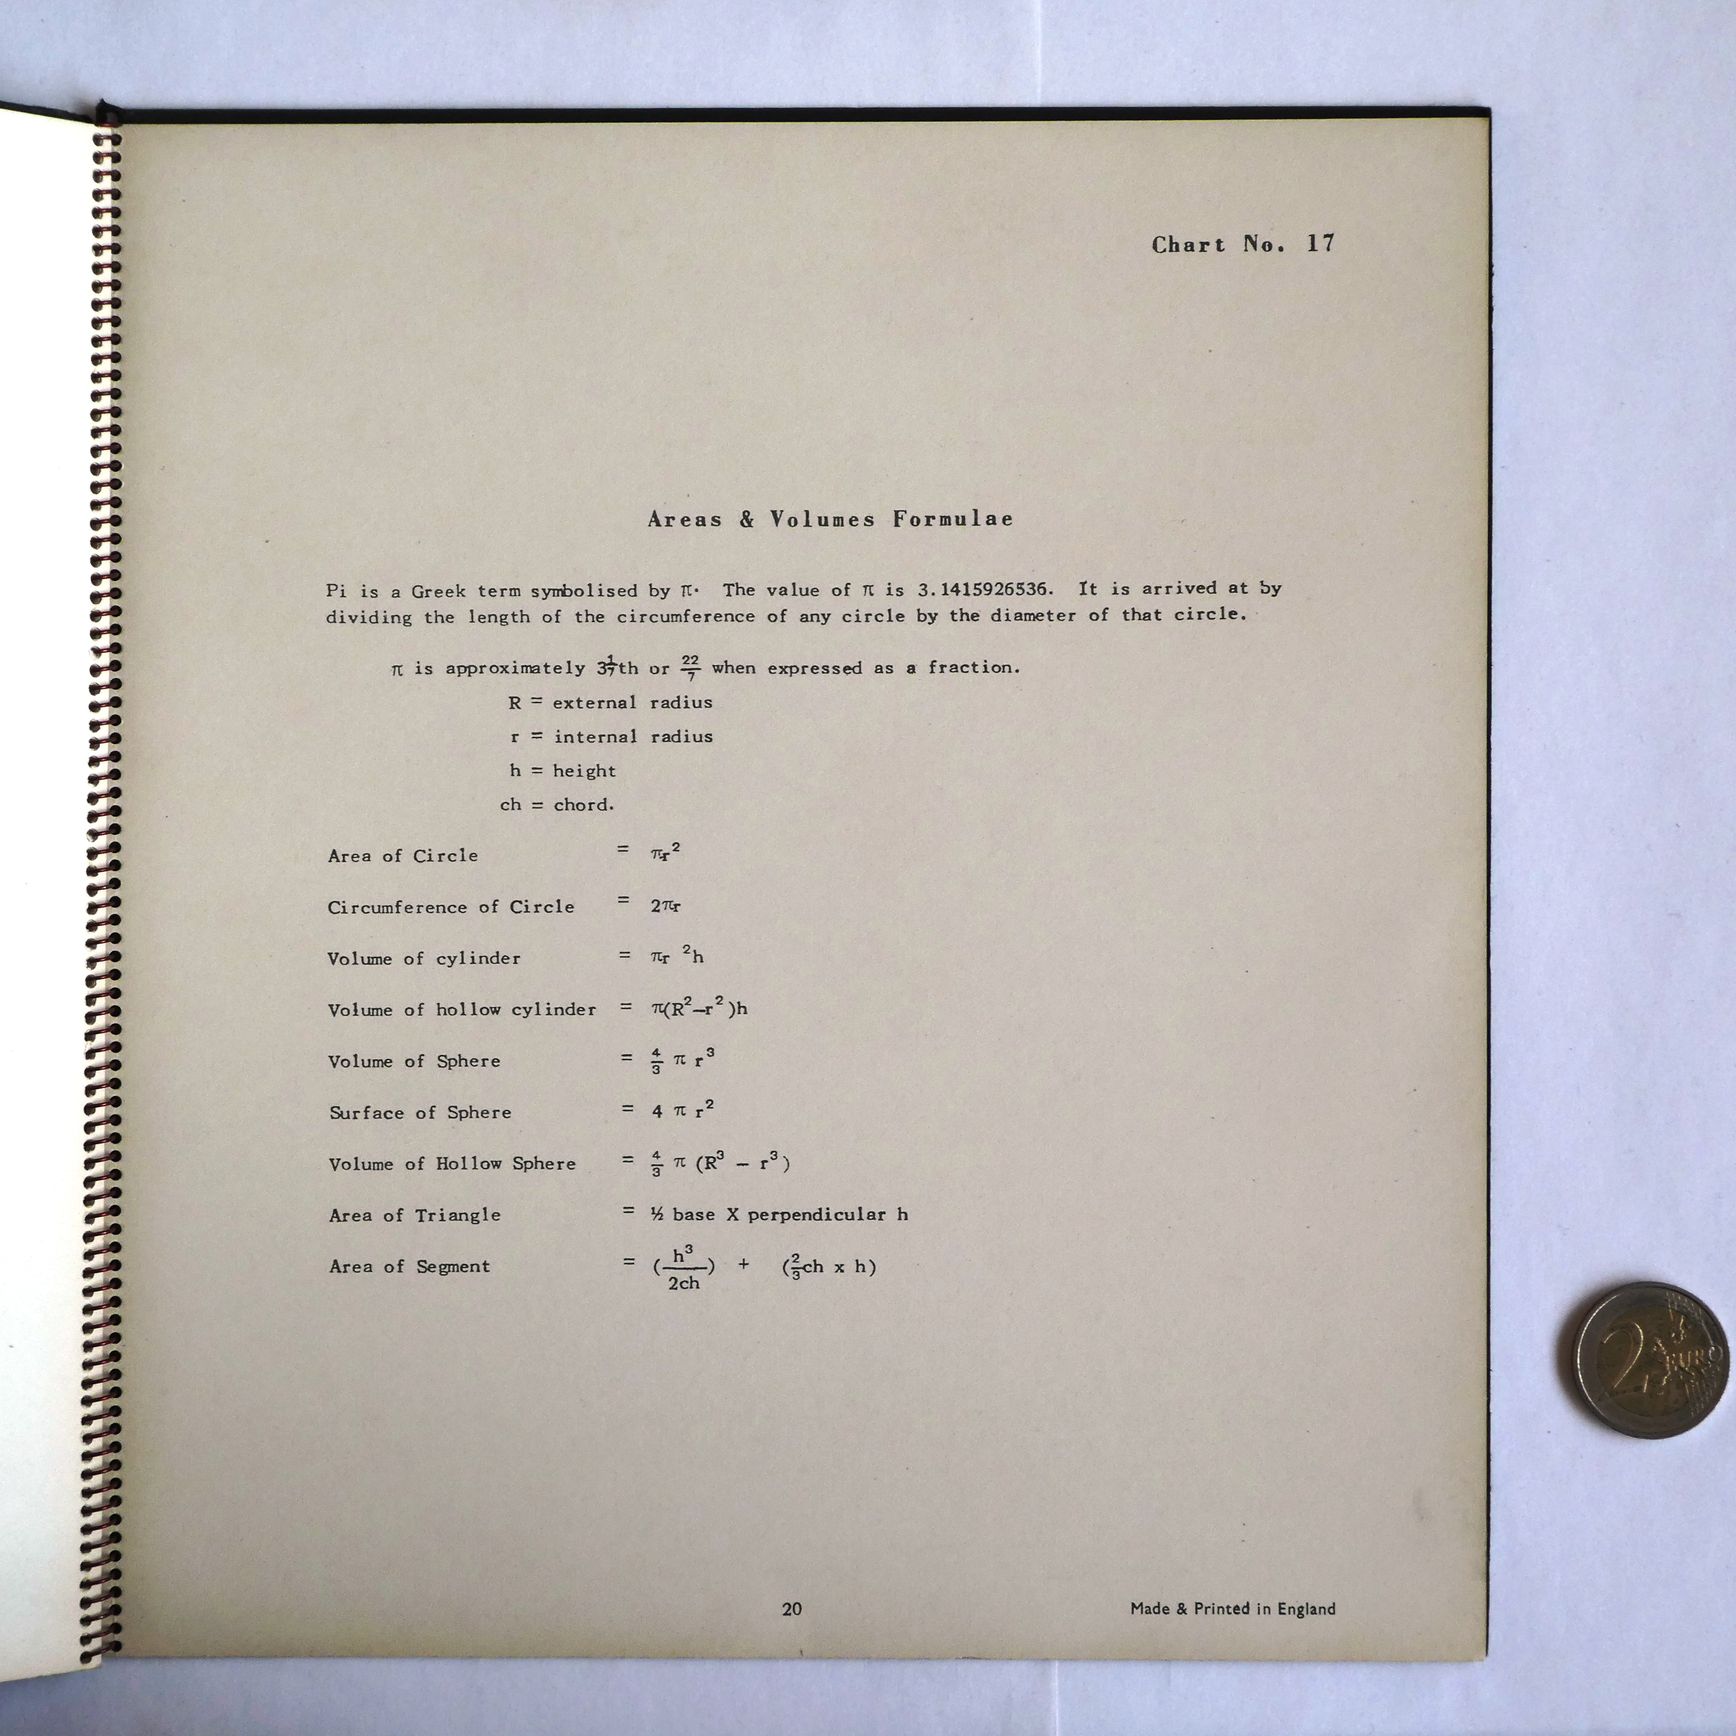 Chart No. 17
Areas & Volumes Formulae
Pi is a Greek term symbolised by π. The value of π is 3.1415926536. It is arrived at by
dividing the length of the circumference of any circle by the diameter of that circle.
π is approximately 3 1/7th or 22/7 when expressed as a fraction.
R = external radius
r = internal radius
h = height
ch = chord.
Area of Circle = πr²
Circumference of Circle = 2πr
Volume of cylinder = πr ²h
Volume of hollow cylinder = π(R²−r²)h
Volume of Sphere = 4/3 π r³
Surface of Sphere = 4 π r²
Volume of Hollow Sphere = 4/3 π (R³ − r³)
Area of Triangle = ½ base X perpendicular h
Area of Segment = (h³/2ch) + (2/3ch x h)
2 EURO
20
Made & Printed in England